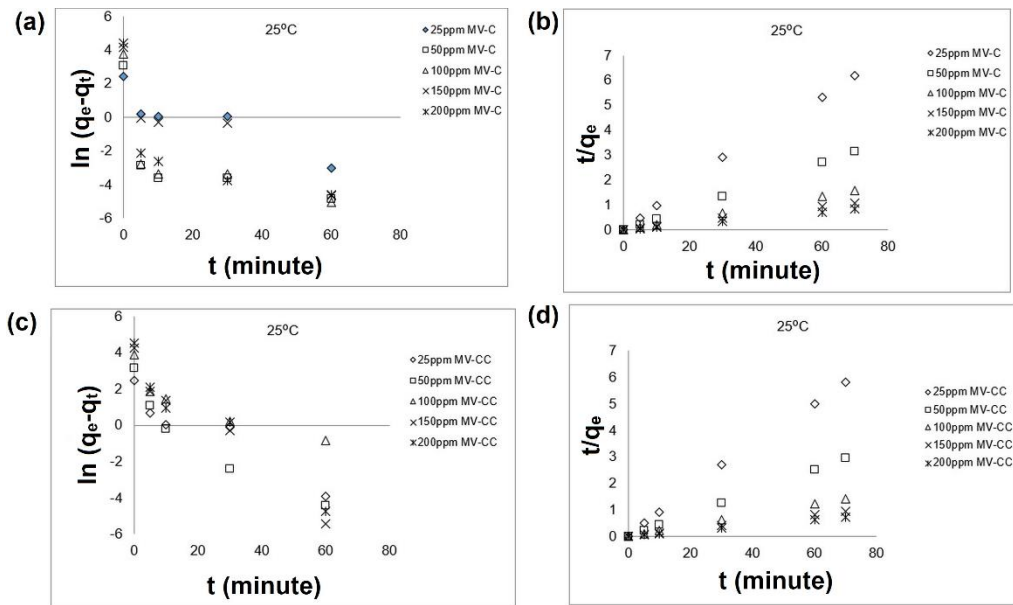 (a)
25ºC
ln (qe-qt)
6
4
2
0
-2
-4
-6
0 20 40 60 80
t (minute)
25ppm MV-C
50ppm MV-C
100ppm MV-C
150ppm MV-C
200ppm MV-C
(b)
25ºC
t/qe
7
6
5
4
3
2
1
0
0 20 40 60 80
t (minute)
25ppm MV-C
50ppm MV-C
100ppm MV-C
150ppm MV-C
200ppm MV-C
(c)
25ºC
ln (qe-qt)
6
4
2
0
-2
-4
-6
0 20 40 60 80
t (minute)
25ppm MV-CC
50ppm MV-CC
100ppm MV-CC
150ppm MV-CC
200ppm MV-CC
(d)
25ºC
t/qe
7
6
5
4
3
2
1
0
0 20 40 60 80
t (minute)
25ppm MV-CC
50ppm MV-CC
100ppm MV-CC
150ppm MV-CC
200ppm MV-CC